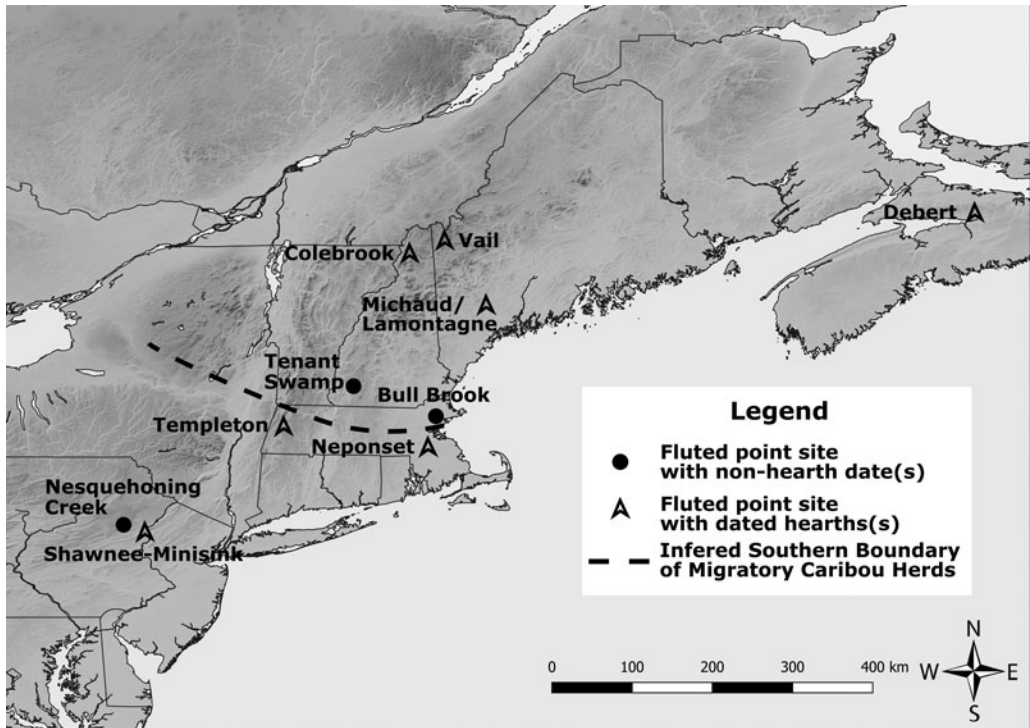 Debert
Colebrook
Vail
Michaud/
Lamontagne
Tenant
Swamp
Bull Brook
Templeton
Neponset
Nesquehoning
Creek
Shawnee-Minisink
Legend
Fluted point site
with non-hearth date(s)
Fluted point site
with dated hearths(s)
Infered Southern Boundary
of Migratory Caribou Herds
0 100 200 300 400 km
N
W E
S